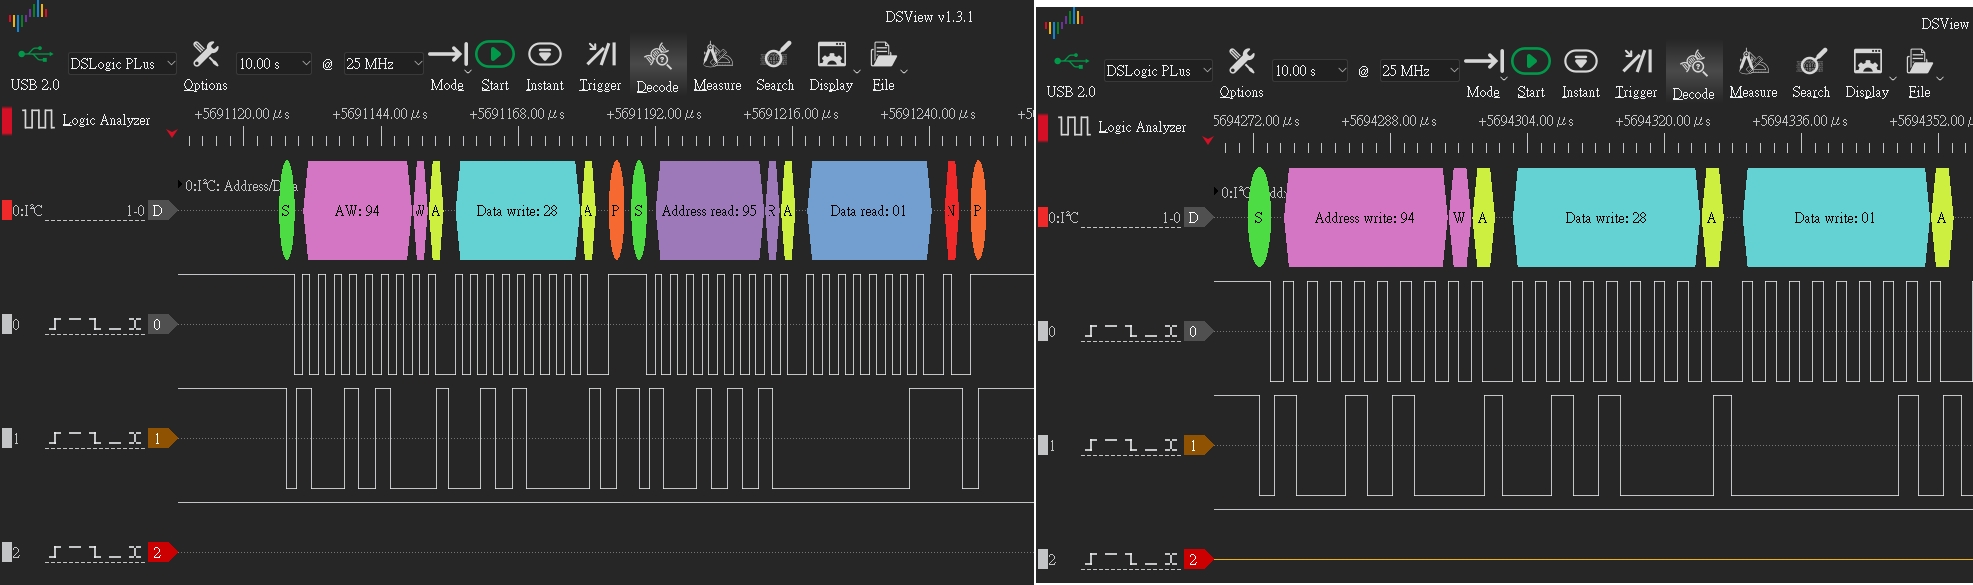 DSView v1.3.1
USB 2.0
DSLogic PLus
Options
10.00 s
@
25 MHz
Mode
Start
Instant
Trigger
Decode
Measure
Search
Display
File
Logic Analyzer
+5691120.00 μs
+5691144.00 μs
+5691168.00 μs
+5691192.00 μs
+5691216.00 μs
+5691240.00 μs
0:I²C: Address/Data
0:I²C
1-0
D
S
AW: 94
W
A
Data write: 28
A
P
S
Address read: 95
R
A
Data read: 01
N
P
0
0
1
1
2
2
DSView
USB 2.0
DSLogic PLus
Options
10.00 s
@
25 MHz
Mode
Start
Instant
Trigger
Decode
Measure
Search
Display
File
Logic Analyzer
5694272.00 μs
+5694288.00 μs
+5694304.00 μs
+5694320.00 μs
+5694336.00 μs
+5694352.00 μs
0:I²C
1-0
D
S
Address write: 94
W
A
Data write: 28
A
Data write: 01
A
0
0
1
1
2
2